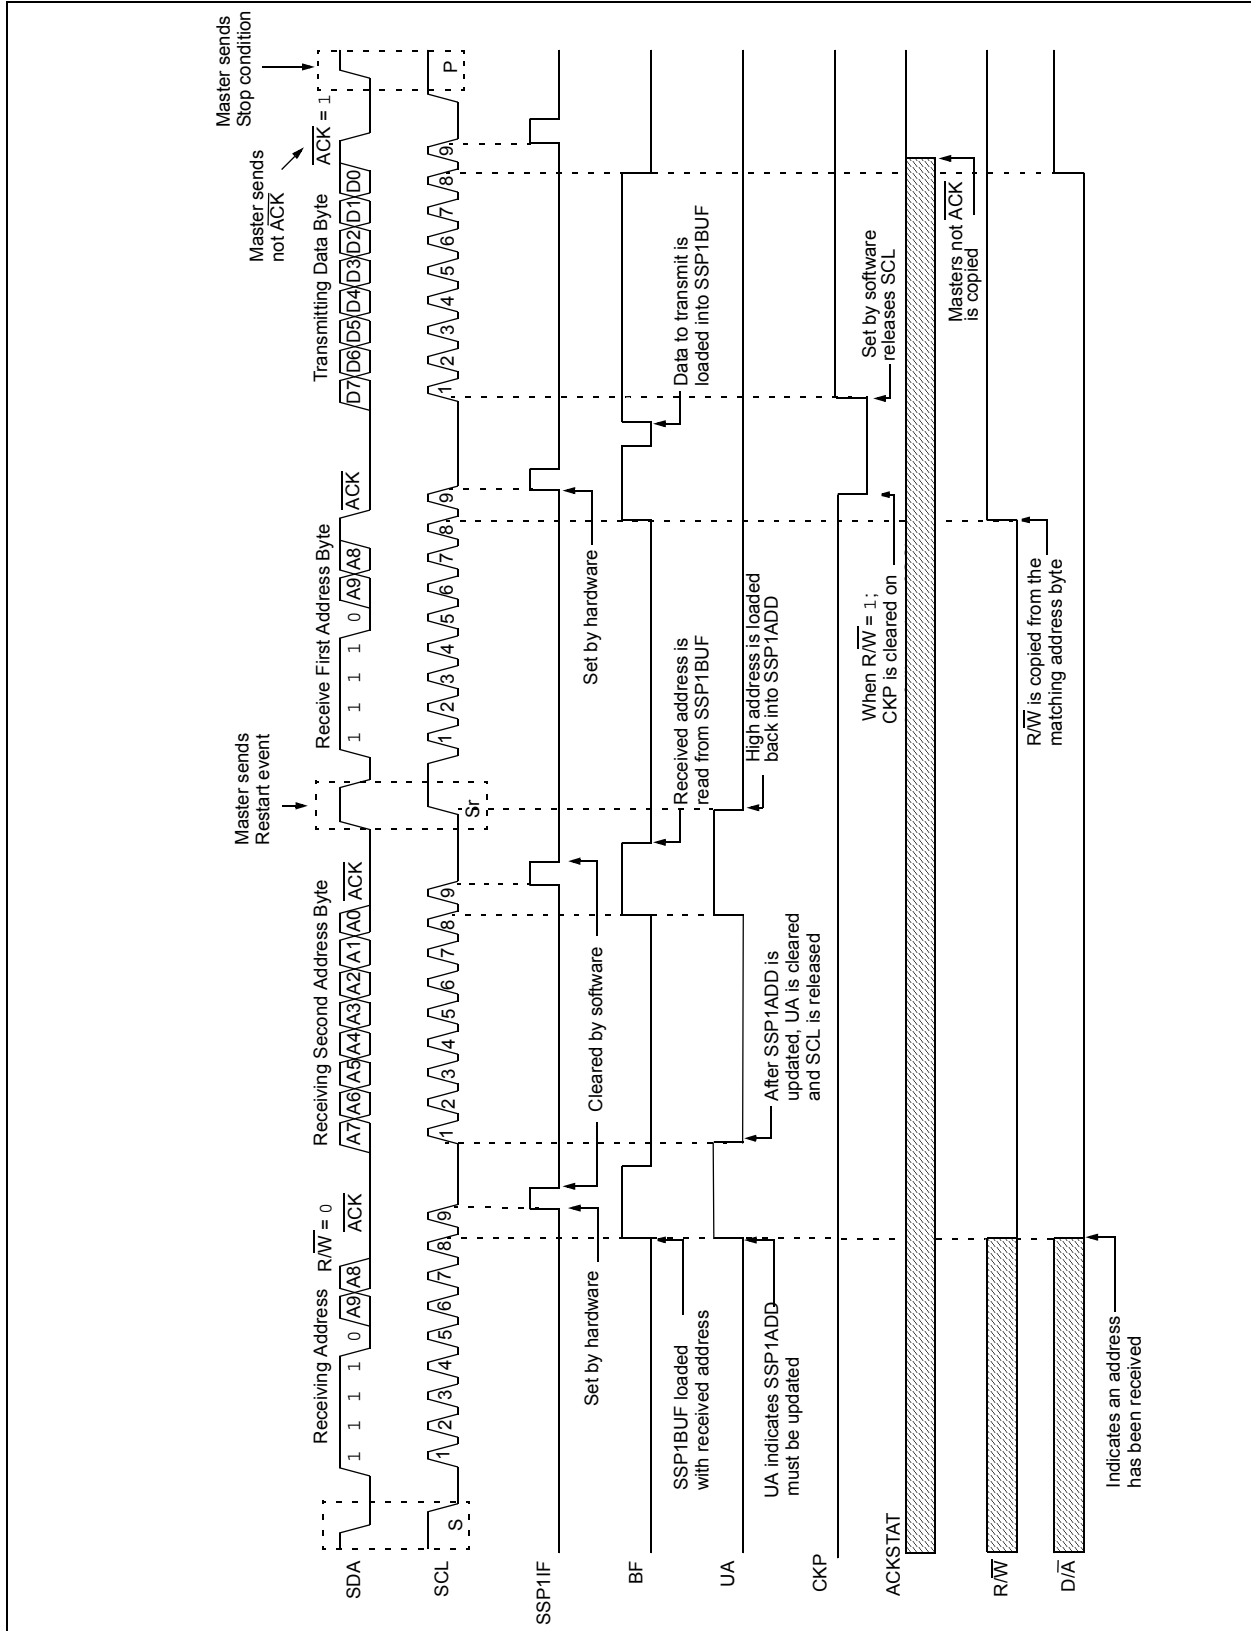 Master sends
Stop condition
Master sends
not ACK
Master sends
Restart event
Receiving Address R/W = 0
ACK
Receiving Second Address Byte
ACK
Receive First Address Byte
ACK
Transmitting Data Byte
ACK = 1
SDA
1 1 1 1 0 A9 A8
A7 A6 A5 A4 A3 A2 A1 A0
1 1 1 1 0 A9 A8
D7 D6 D5 D4 D3 D2 D1 D0
SCL
S
1 2 3 4 5 6 7 8 9
1 2 3 4 5 6 7 8 9
Sr
1 2 3 4 5 6 7 8 9
1 2 3 4 5 6 7 8 9
P
SSP1IF
Set by hardware
Cleared by software
Set by hardware
BF
SSP1BUF loaded
with received address
Received address is
read from SSP1BUF
Data to transmit is
loaded into SSP1BUF
UA
UA indicates SSP1ADD
must be updated
After SSP1ADD is
updated, UA is cleared
and SCL is released
High address is loaded
back into SSP1ADD
CKP
When R/W = 1;
CKP is cleared on
Set by software
releases SCL
ACKSTAT
Masters not ACK
is copied
R/W
R/W is copied from the
matching address byte
D/A
Indicates an address
has been received